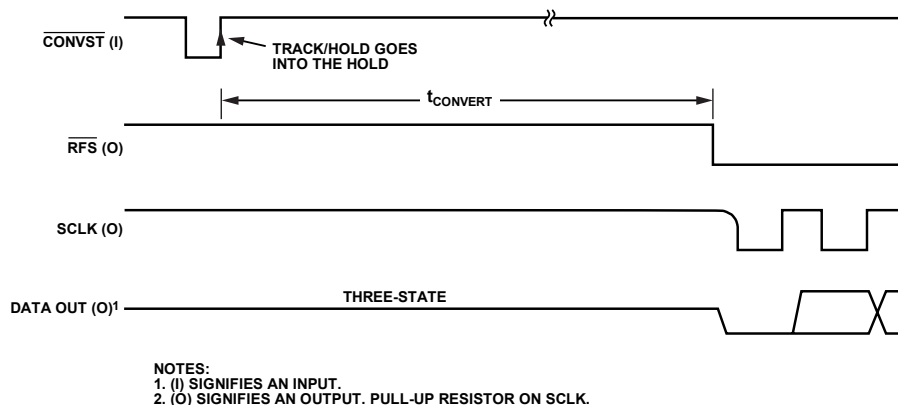 CONVST (I)
TRACK/HOLD GOES
INTO THE HOLD
tCONVERT
RFS (O)
SCLK (O)
THREE-STATE
DATA OUT (O)1
NOTES:
1. (I) SIGNIFIES AN INPUT.
2. (O) SIGNIFIES AN OUTPUT. PULL-UP RESISTOR ON SCLK.